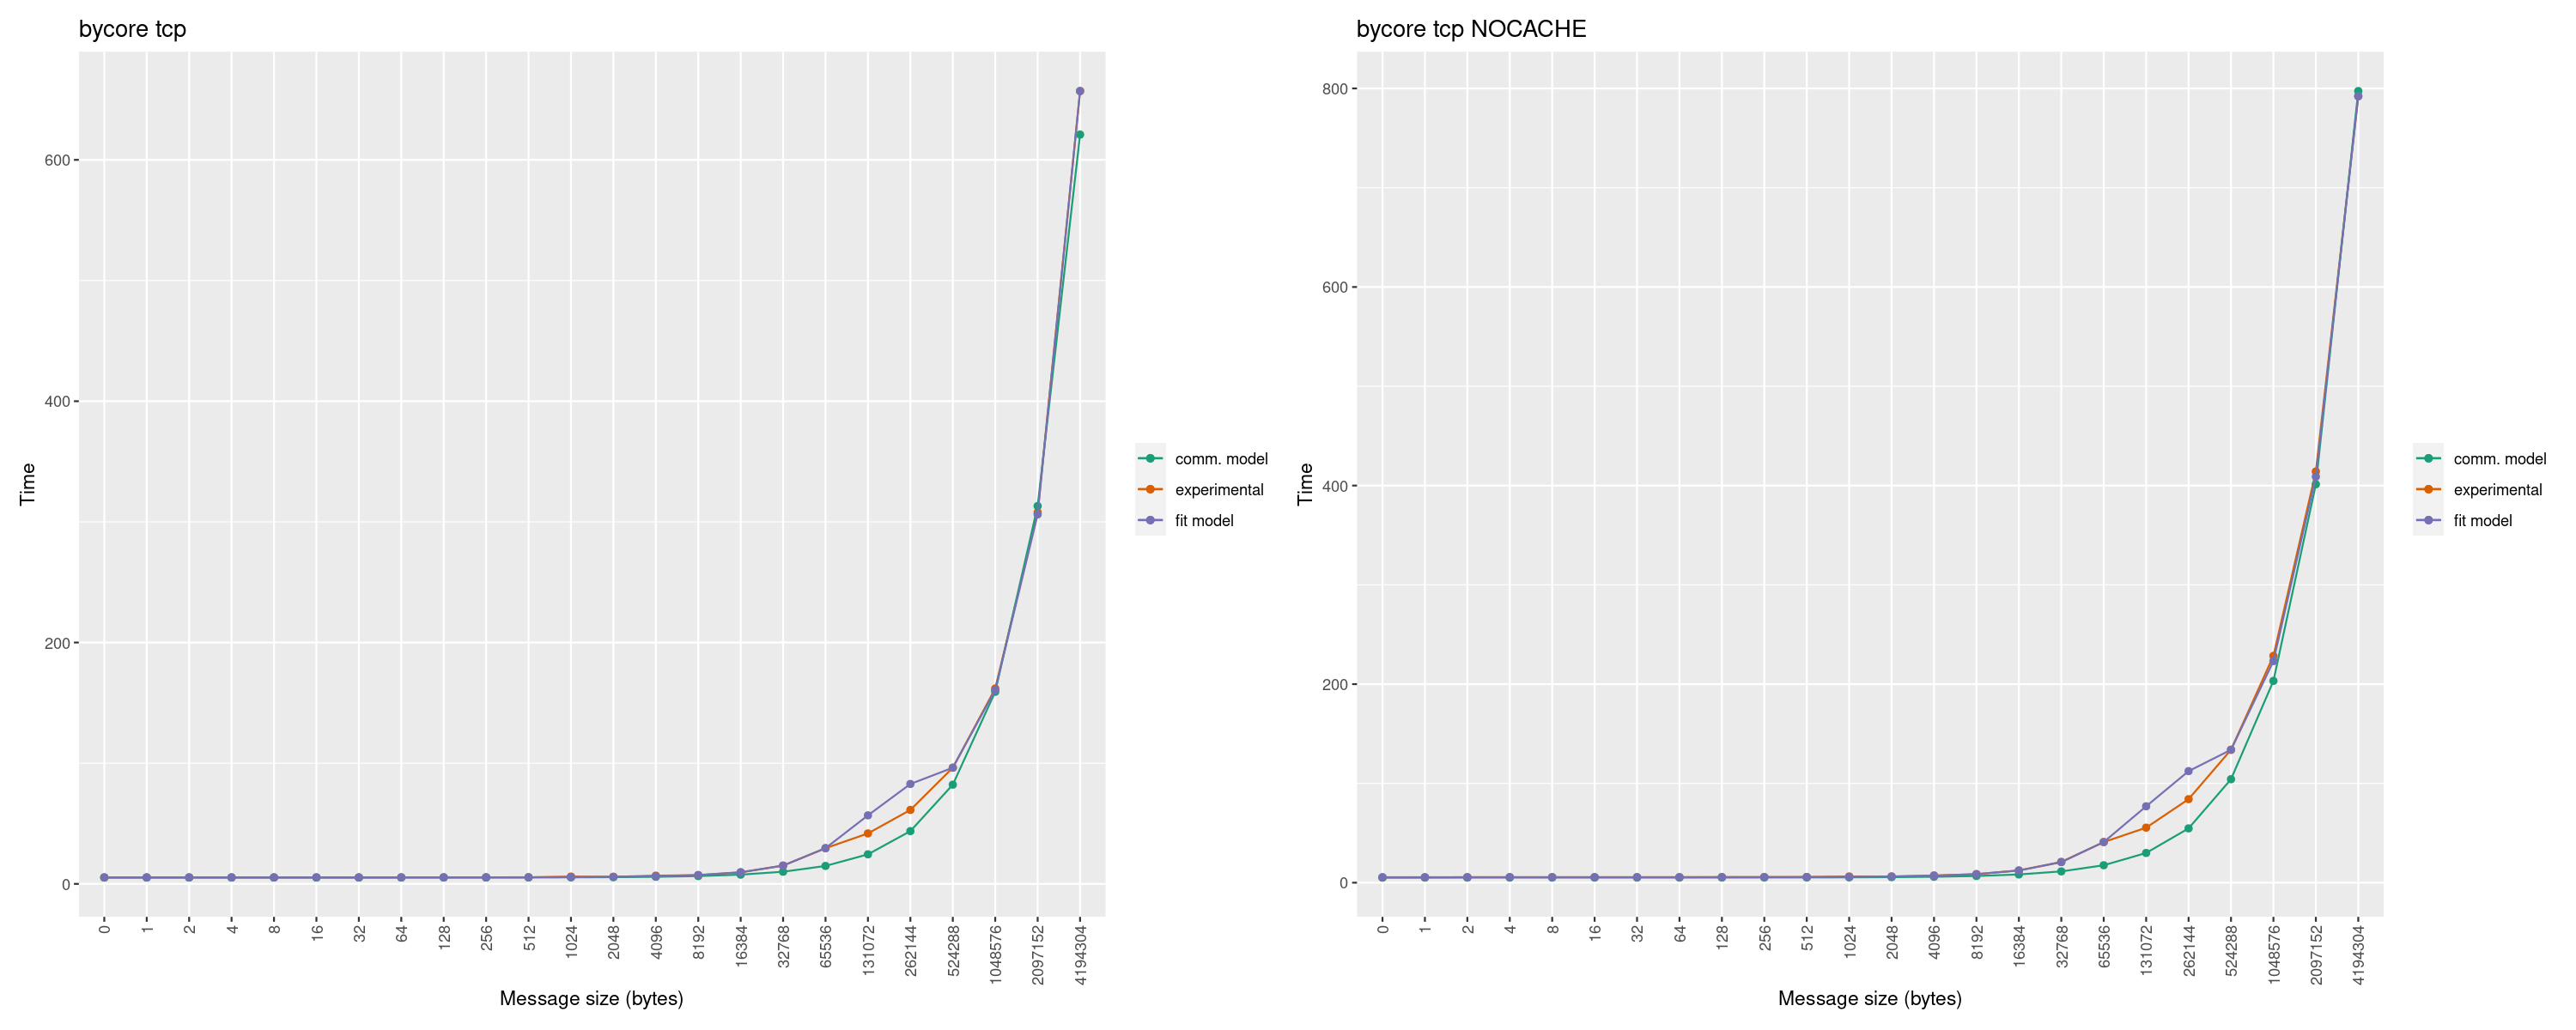 bycore tcp
600
400
200
0
Time
0 1 2 4 8 16 32 64 128 256 512 1024 2048 4096 8192 16384 32768 65536 131072 262144 524288 1048576 2097152 4194304
Message size (bytes)
comm. model
experimental
fit model
bycore tcp NOCACHE
800
600
400
200
0
Time
0 1 2 4 8 16 32 64 128 256 512 1024 2048 4096 8192 16384 32768 65536 131072 262144 524288 1048576 2097152 4194304
Message size (bytes)
comm. model
experimental
fit model